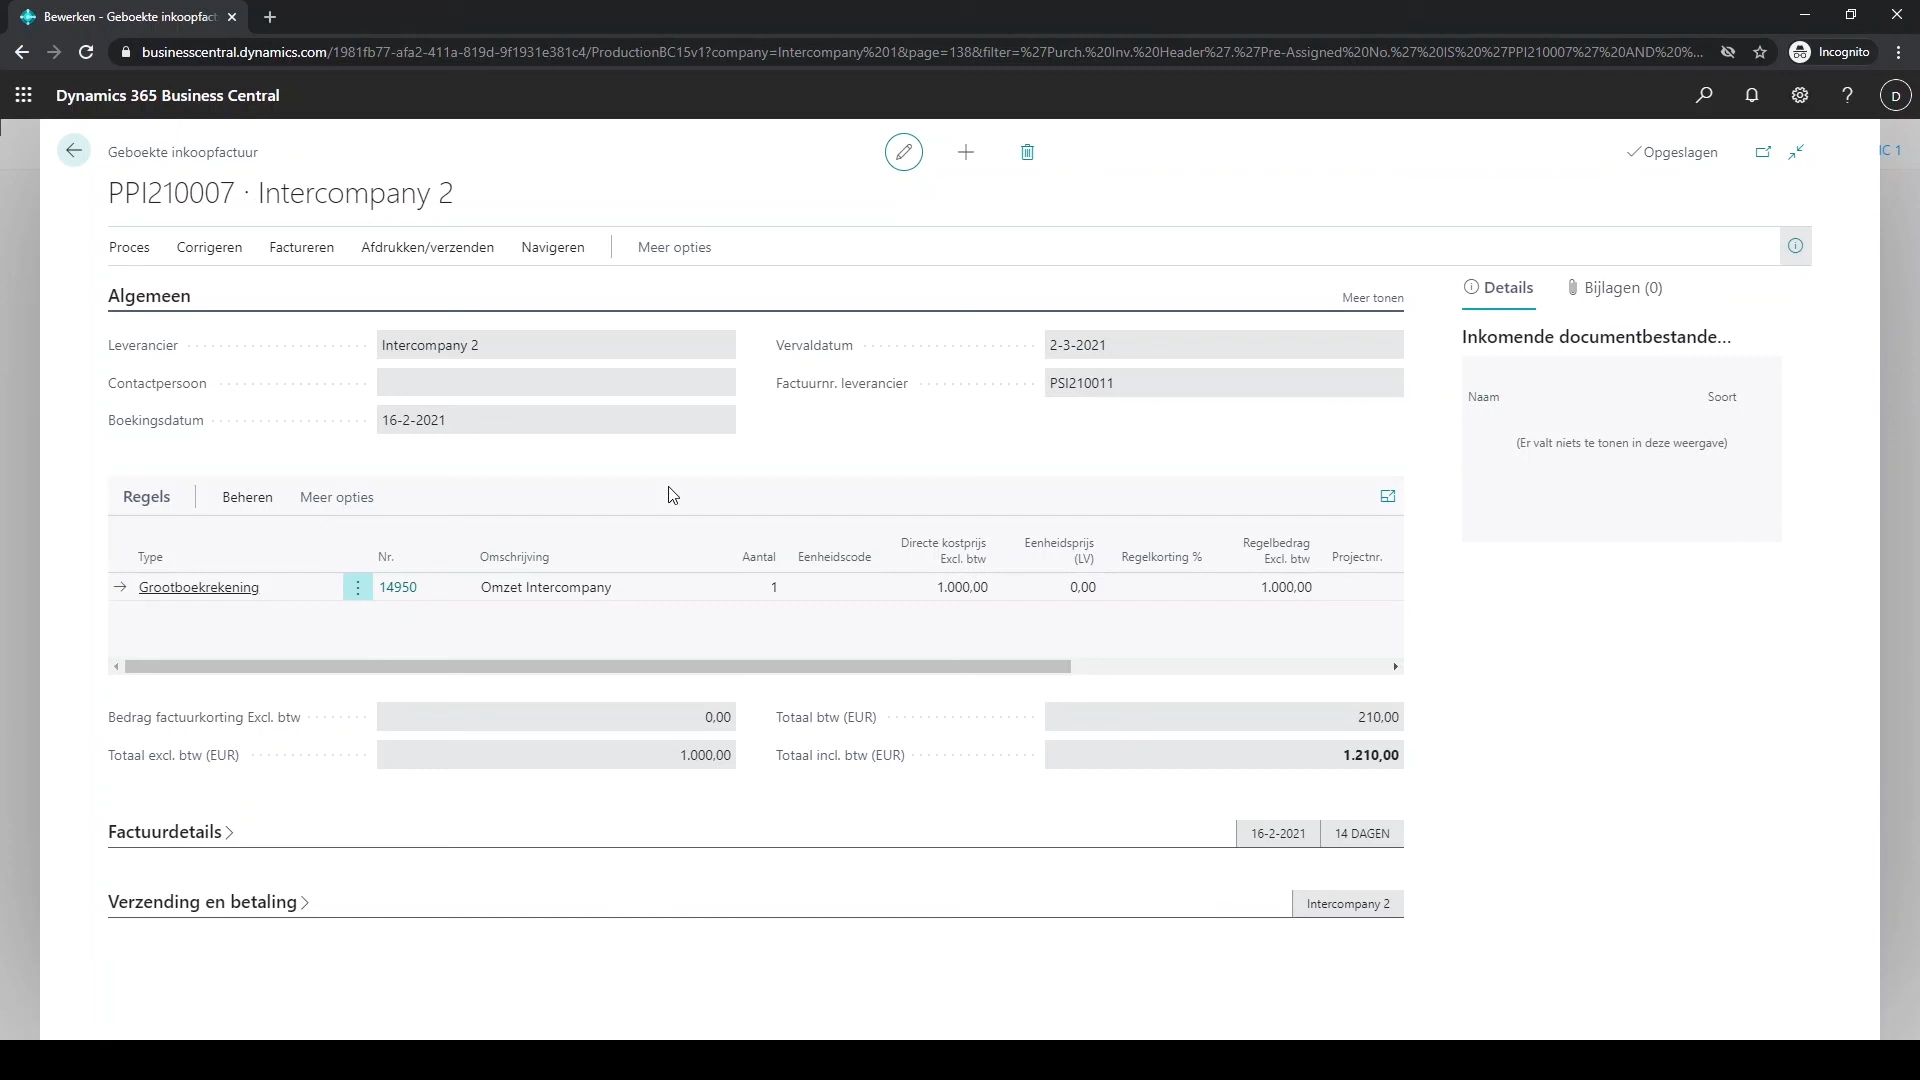 Bewerken - Geboekte inkoopfact
businesscentral.dynamics.com/1981fb77-afa2-411a-819d-9f1931e381c4/ProductionBC15v1?company=Intercompany%201&page=138&filter=%27Purch.%20Inv.%20Header%27.%27Pre-Assigned%20No.%27%20IS%20%27PPI210007%27%20AND%20%...
Incognito
Dynamics 365 Business Central
D
Geboekte inkoopfactuur
Opgeslagen
IC 1
PPI210007 · Intercompany 2
Proces Corrigeren Factureren Afdrukken/verzenden Navigeren Meer opties
Algemeen
Meer tonen
Leverancier Intercompany 2
Vervaldatum 2-3-2021
Contactpersoon
Factuurnr. leverancier PSI210011
Boekingsdatum 16-2-2021
Details Bijlagen (0)
Inkomende documentbestande...
Naam Soort
(Er valt niets te tonen in deze weergave)
Regels Beheren Meer opties
Type Nr. Omschrijving Aantal Eenheidscode Directe kostprijs Excl. btw Eenheidsprijs (LV) Regelkorting % Regelbedrag Excl. btw Projectnr.
Grootboekrekening 14950 Omzet Intercompany 1 1.000,00 0,00 1.000,00
Bedrag factuurkorting Excl. btw 0,00
Totaal btw (EUR) 210,00
Totaal excl. btw (EUR) 1.000,00
Totaal incl. btw (EUR) 1.210,00
Factuurdetails
16-2-2021 14 DAGEN
Verzending en betaling
Intercompany 2